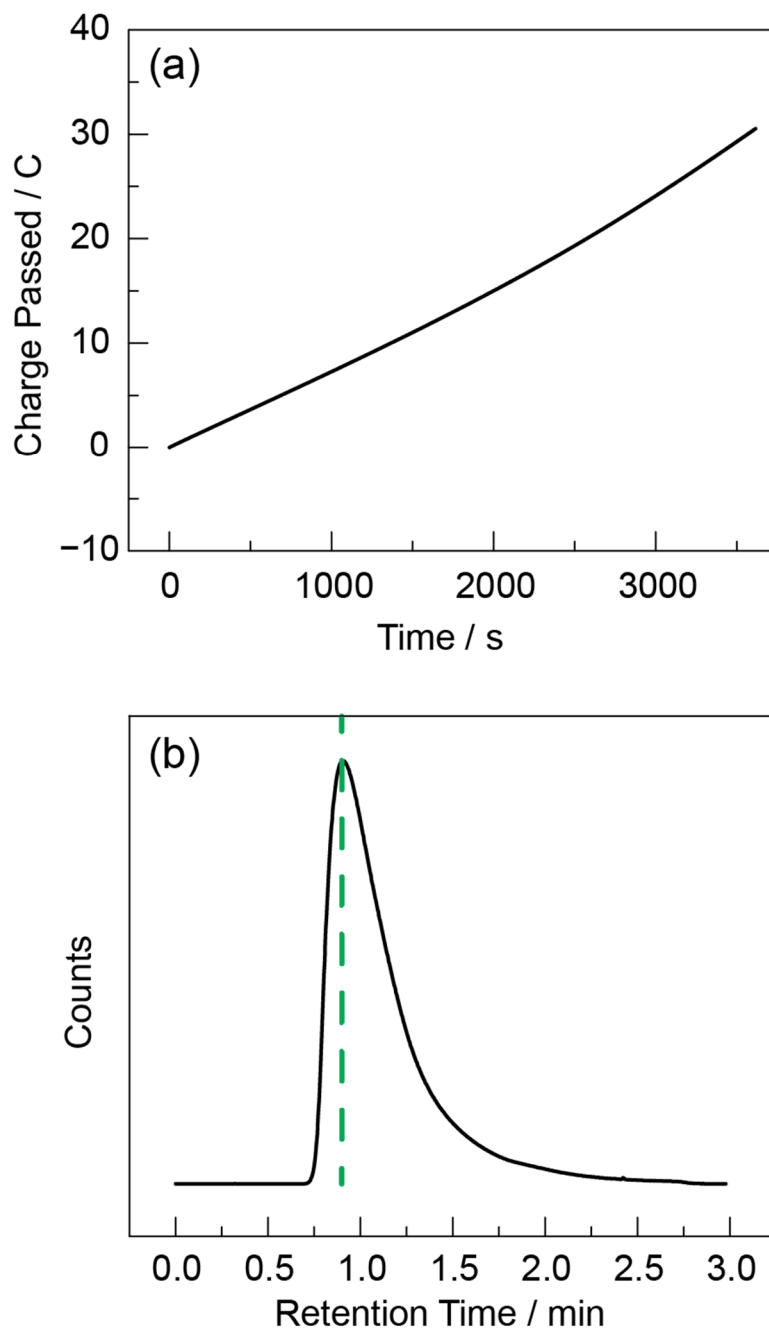 (a)
40
30
20
10
0
−10
Charge Passed / C
0 1000 2000 3000
Time / s
(b)
Counts
0.0 0.5 1.0 1.5 2.0 2.5 3.0
Retention Time / min